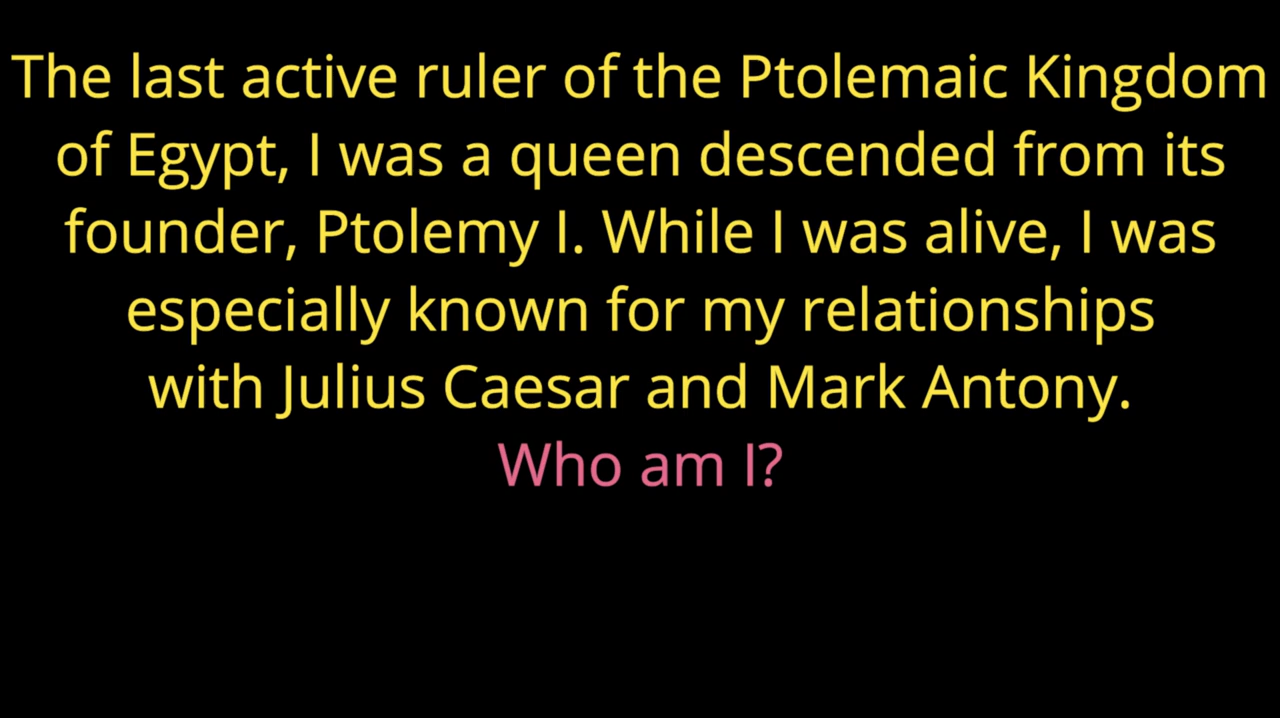 The last active ruler of the Ptolemaic Kingdom
of Egypt, I was a queen descended from its
founder, Ptolemy I. While I was alive, I was
especially known for my relationships
with Julius Caesar and Mark Antony.
Who am I?